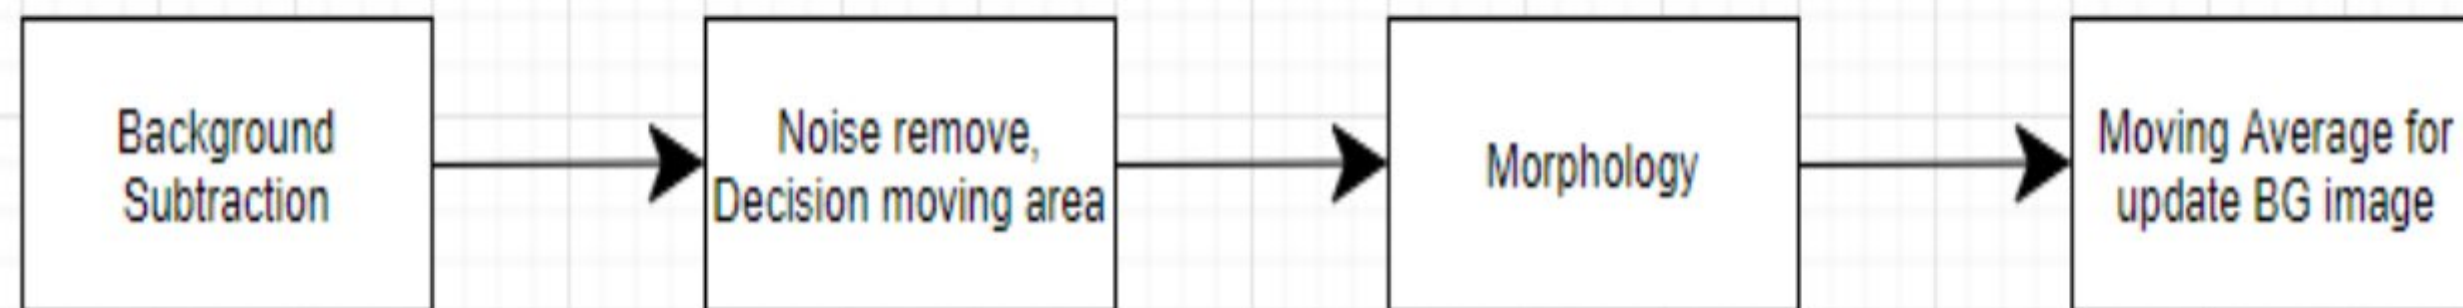 Background
Subtraction
Noise remove,
Decision moving area
Morphology
Moving Average for
update BG image